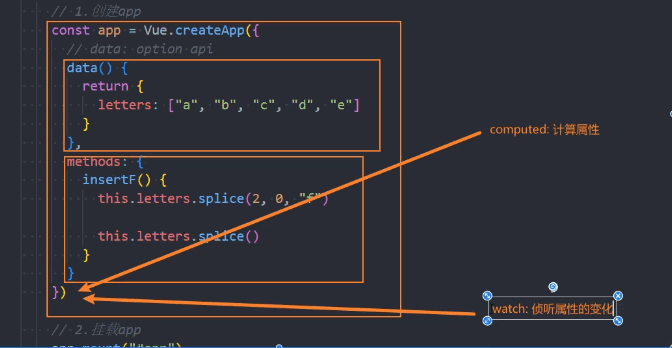 // 1.创建app
const app = Vue.createApp({
// data: option api
data() {
return {
letters: ["a", "b", "c", "d", "e"]
}
},
methods: {
insertF() {
this.letters.splice(2, 0, "f")
this.letters.splice()
}
}
})
// 2.挂载app
app.mount("#app")
computed: 计算属性
watch: 侦听属性的变化